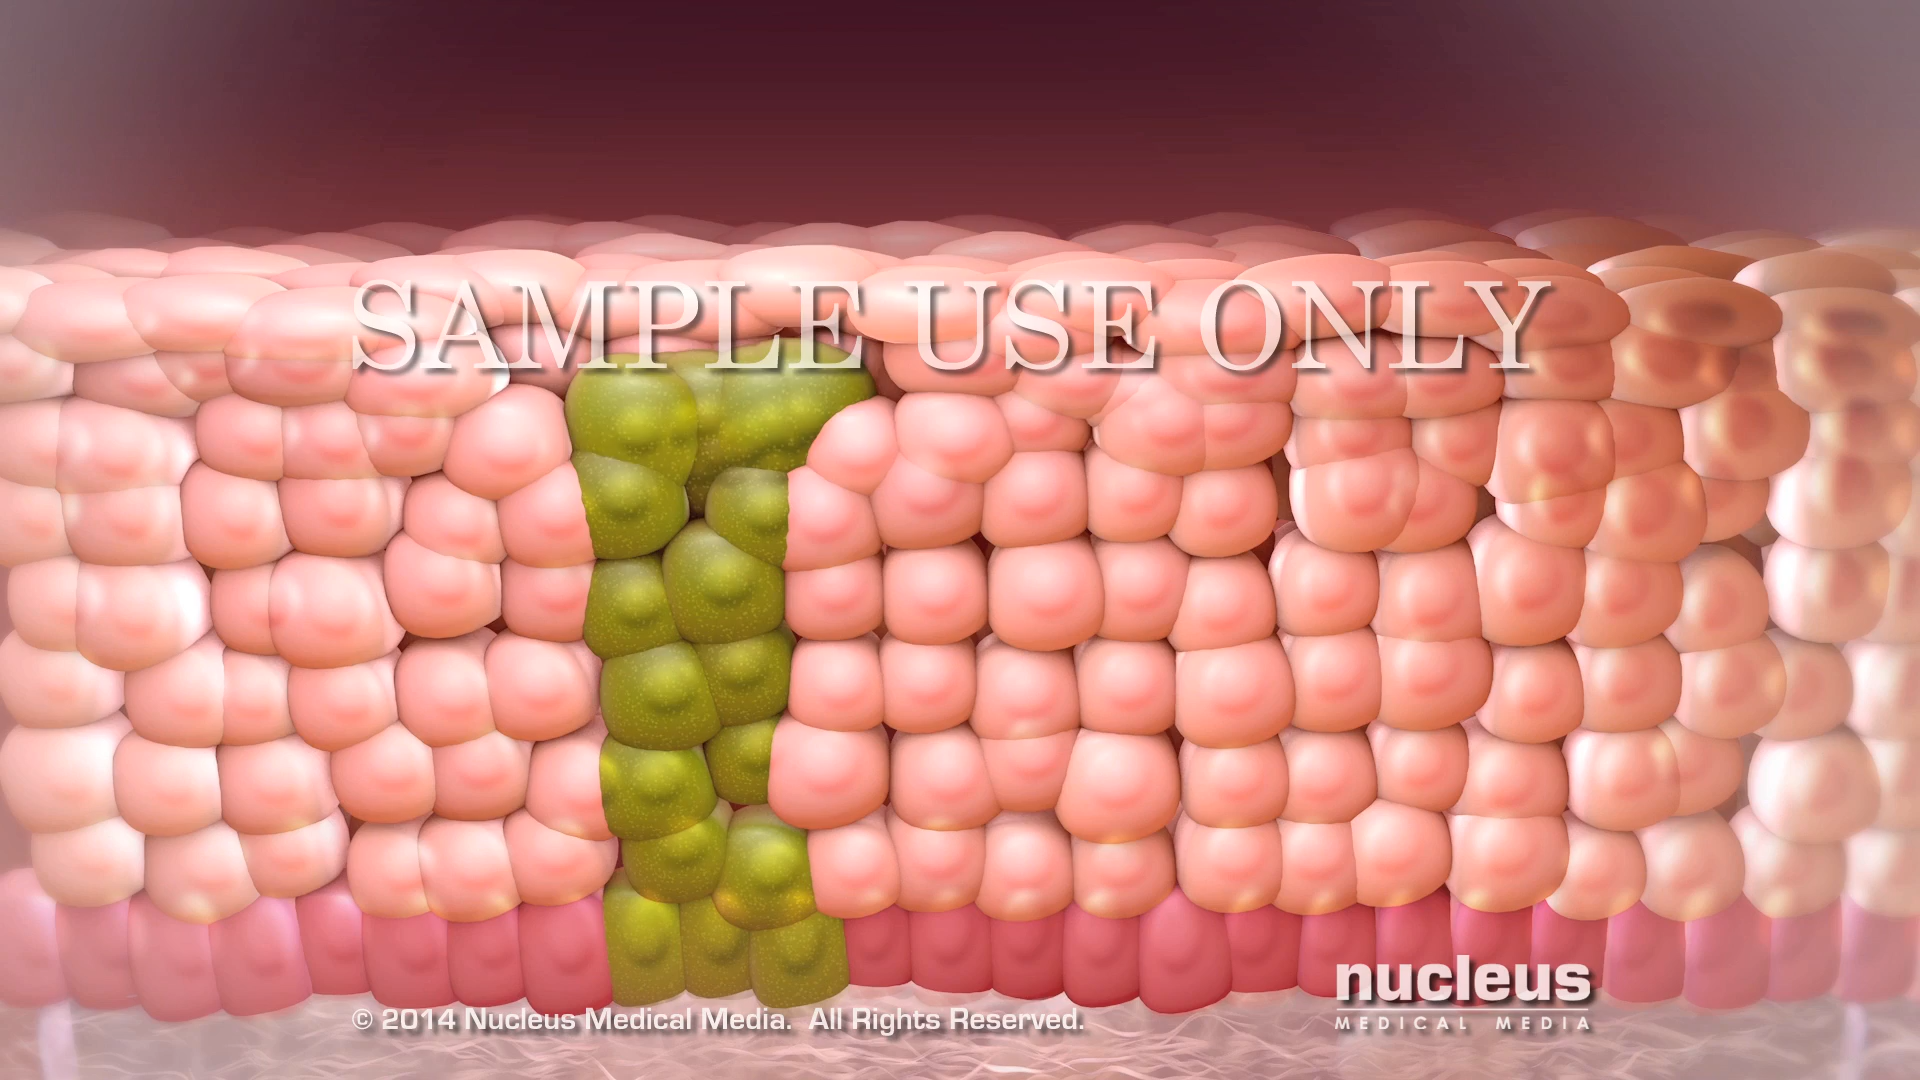 SAMPLE USE ONLY
© 2014 Nucleus Medical Media.  All Rights Reserved.
nucleus
MEDICAL MEDIA